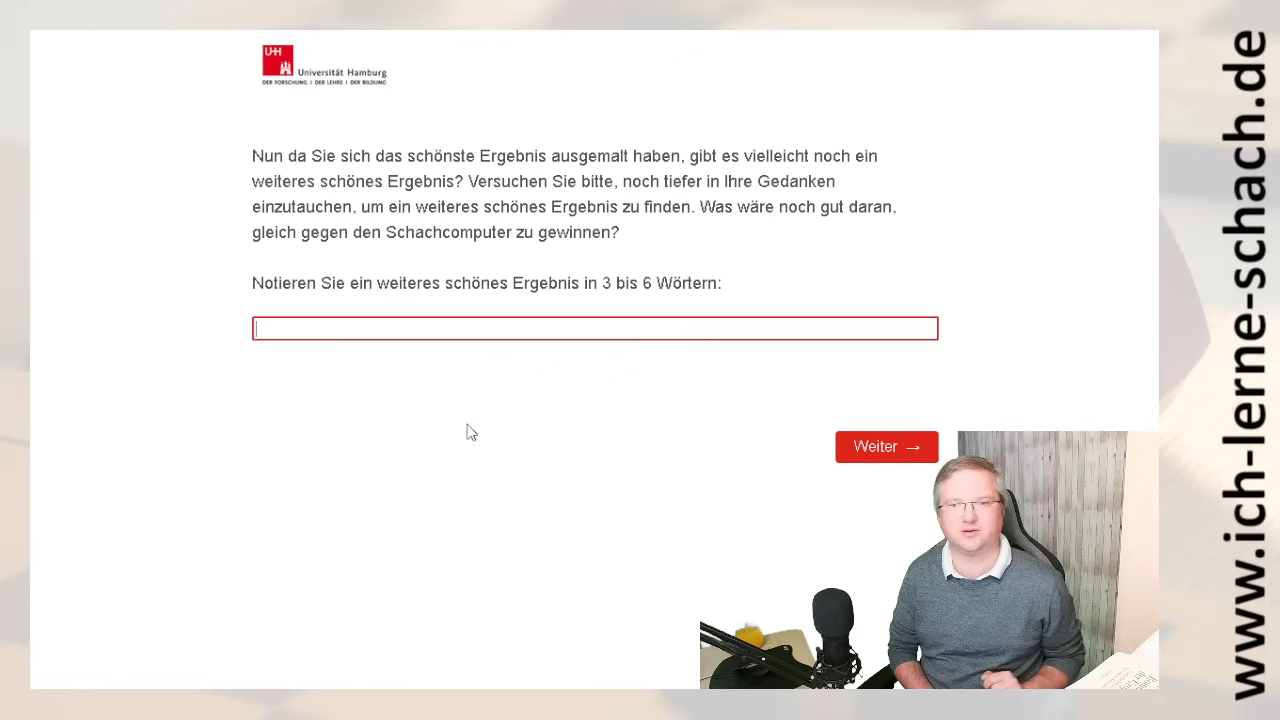 UHH
Universität Hamburg
DER FORSCHUNG | DER LEHRE | DER BILDUNG
Nun da Sie sich das schönste Ergebnis ausgemalt haben, gibt es vielleicht noch ein
weiteres schönes Ergebnis? Versuchen Sie bitte, noch tiefer in Ihre Gedanken
einzutauchen, um ein weiteres schönes Ergebnis zu finden. Was wäre noch gut daran,
gleich gegen den Schachcomputer zu gewinnen?
Notieren Sie ein weiteres schönes Ergebnis in 3 bis 6 Wörtern:
Weiter →
www.ich-lerne-schach.de